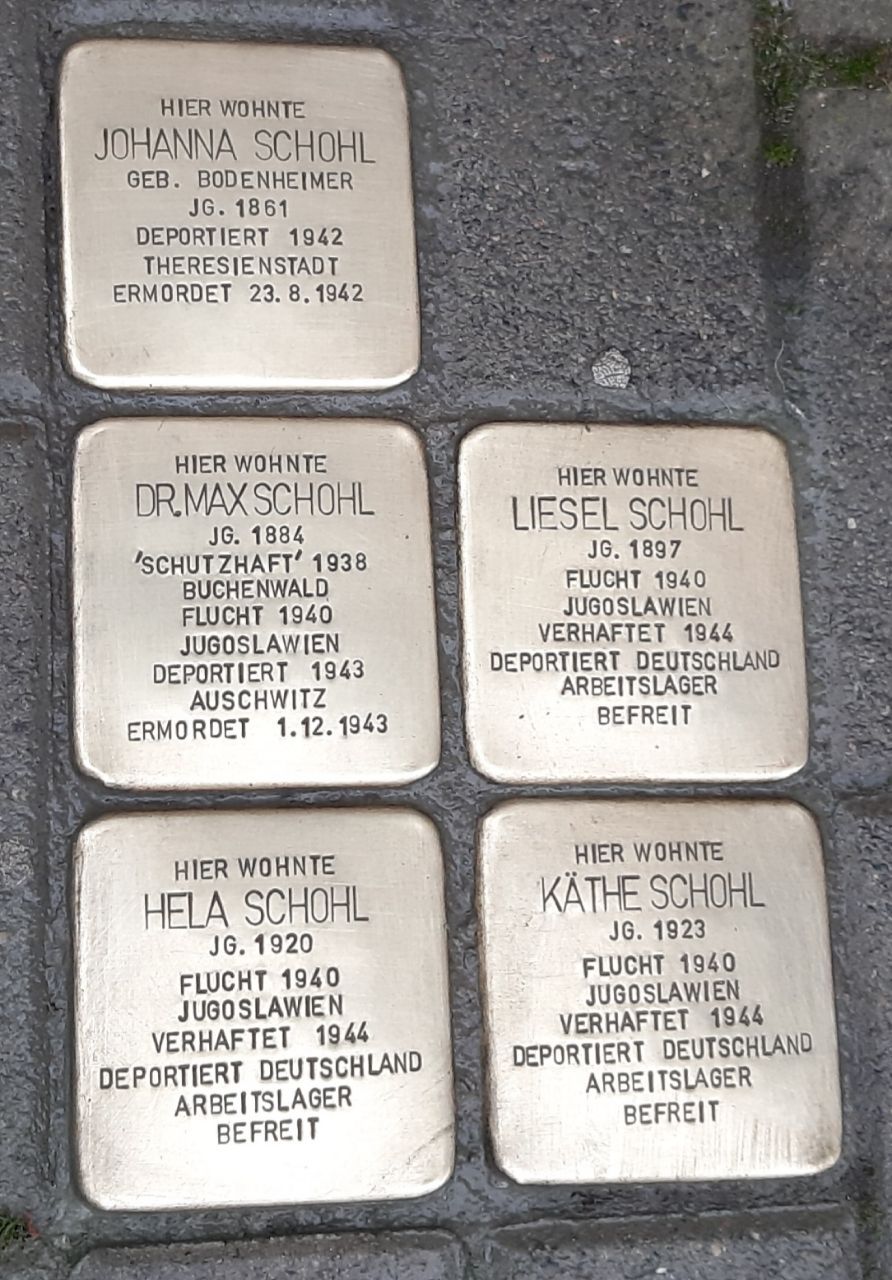 HIER WOHNTE
JOHANNA SCHOHL
GEB. BODENHEIMER
JG. 1861
DEPORTIERT 1942
THERESIENSTADT
ERMORDET 23.8.1942
HIER WOHNTE
DR. MAX SCHOHL
JG. 1884
'SCHUTZHAFT' 1938
BUCHENWALD
FLUCHT 1940
JUGOSLAWIEN
DEPORTIERT 1943
AUSCHWITZ
ERMORDET 1.12.1943
HIER WOHNTE
LIESEL SCHOHL
JG. 1897
FLUCHT 1940
JUGOSLAWIEN
VERHAFTET 1944
DEPORTIERT DEUTSCHLAND
ARBEITSLAGER
BEFREIT
HIER WOHNTE
HELA SCHOHL
JG. 1920
FLUCHT 1940
JUGOSLAWIEN
VERHAFTET 1944
DEPORTIERT DEUTSCHLAND
ARBEITSLAGER
BEFREIT
HIER WOHNTE
KÄTHE SCHOHL
JG. 1923
FLUCHT 1940
JUGOSLAWIEN
VERHAFTET 1944
DEPORTIERT DEUTSCHLAND
ARBEITSLAGER
BEFREIT